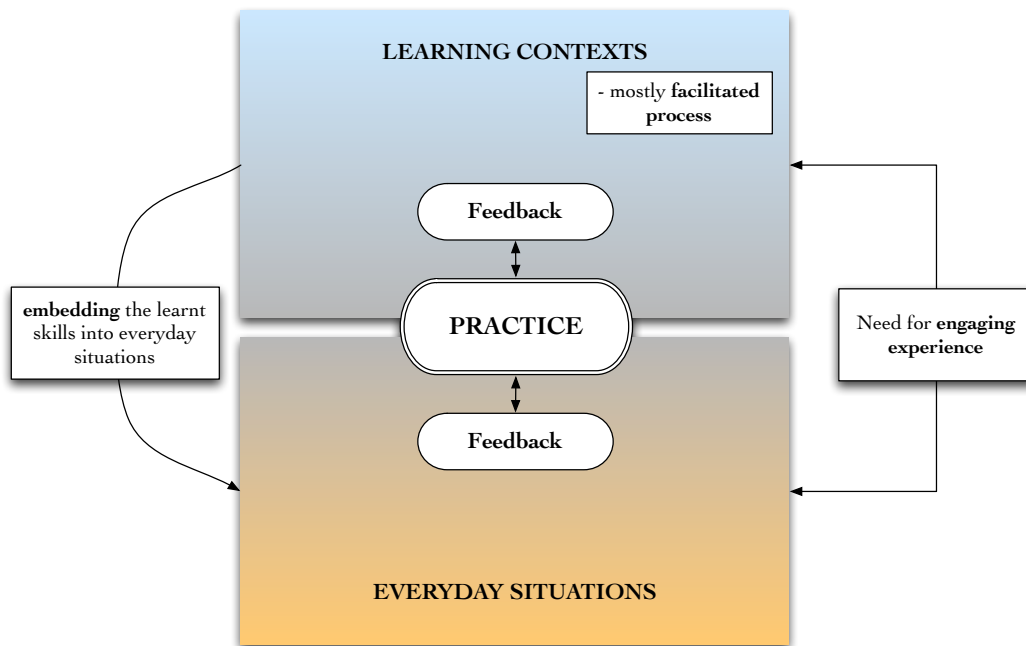 LEARNING CONTEXTS
- mostly facilitated
process
Feedback
embedding the learnt
skills into everyday
situations
PRACTICE
Need for engaging
experience
Feedback
EVERYDAY SITUATIONS